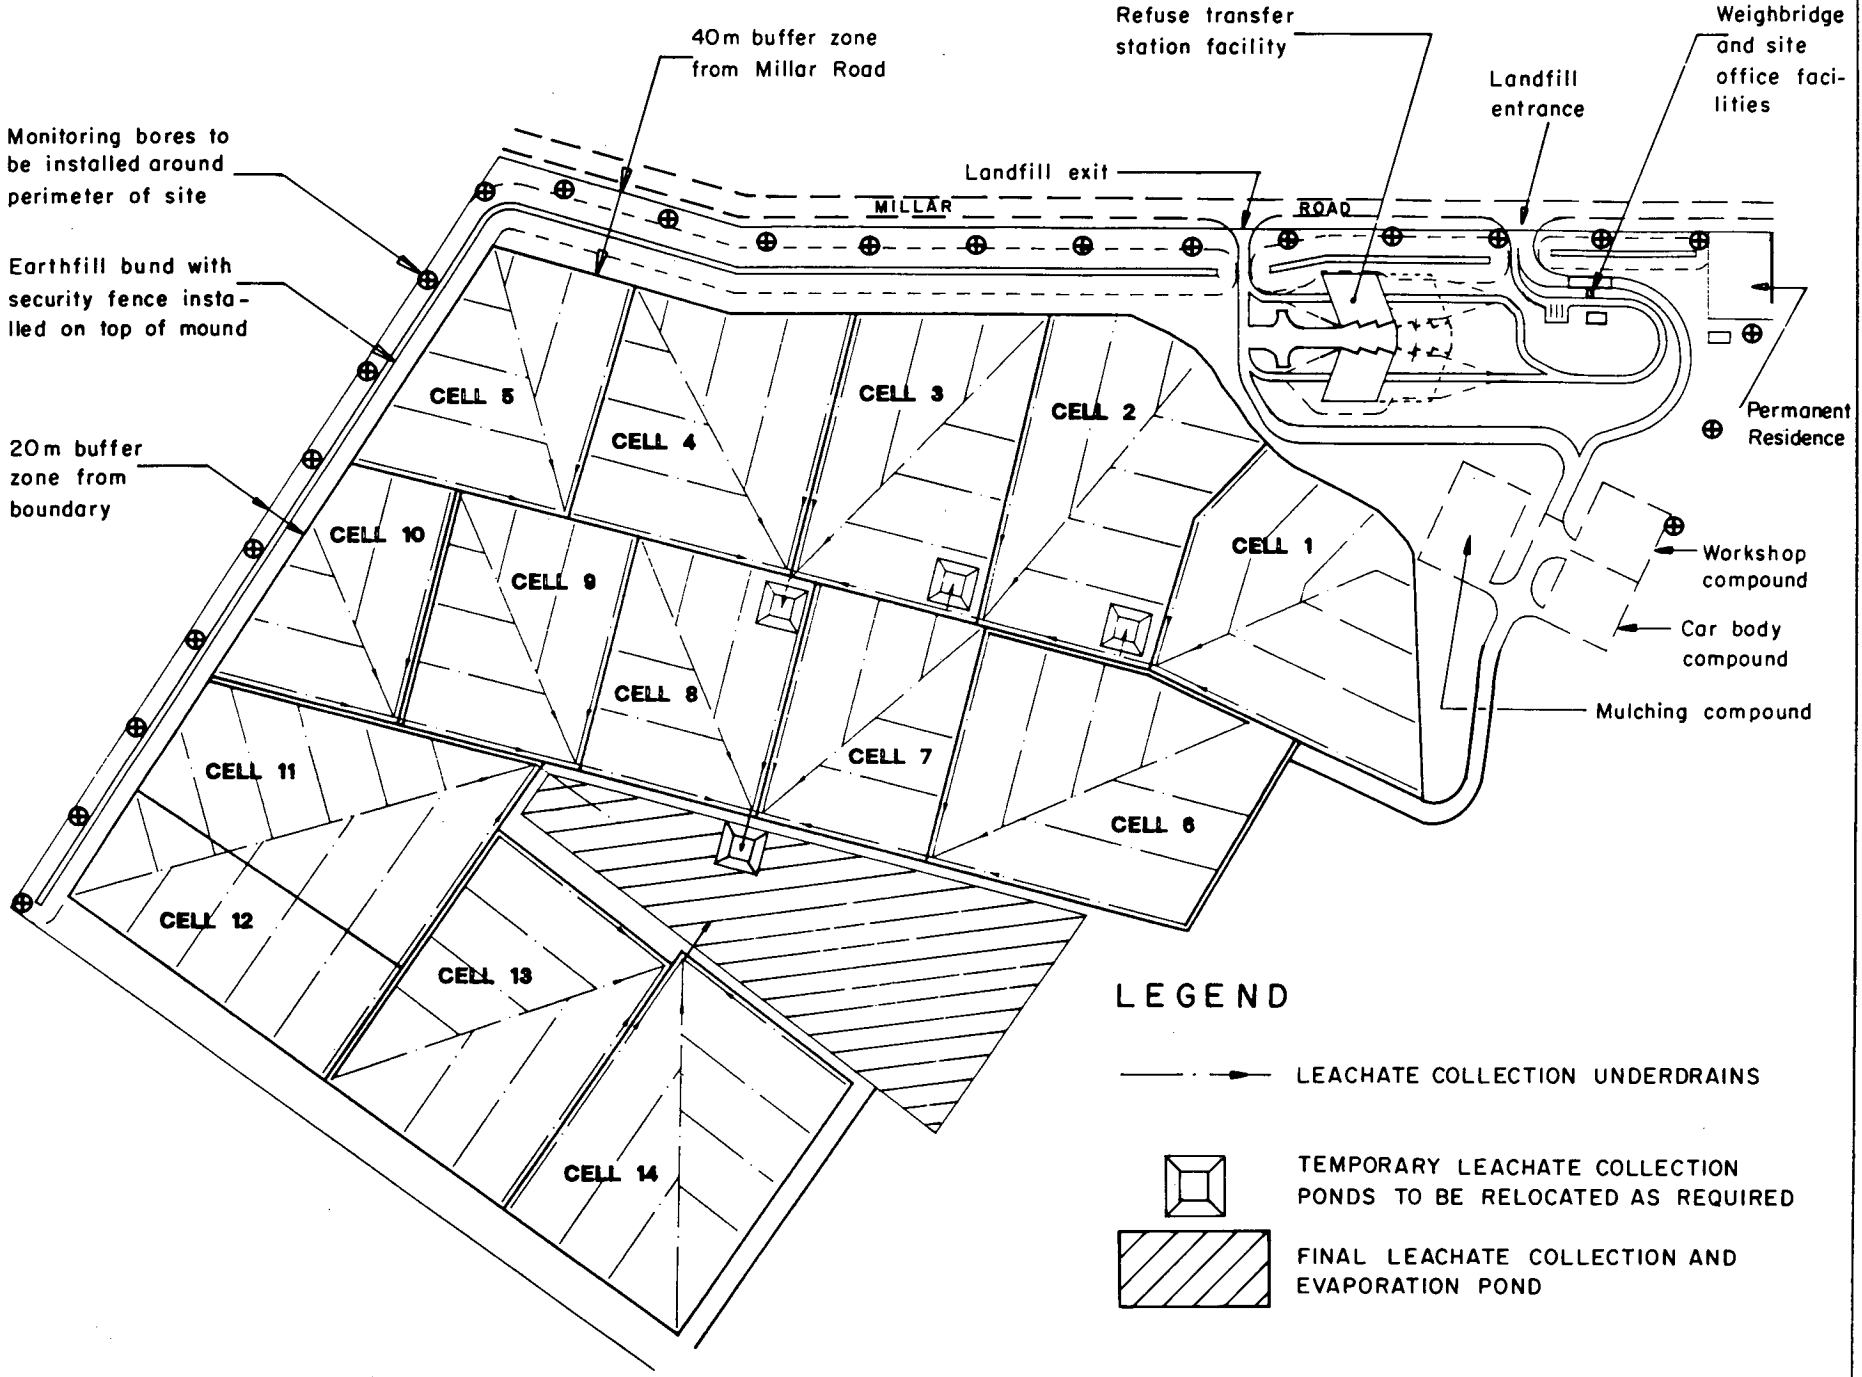 Refuse transfer
station facility
Weighbridge
and site
office faci-
lities
40m buffer zone
from Millar Road
Landfill
entrance
Monitoring bores to
be installed around
perimeter of site
Landfill exit
MILLAR ROAD
Earthfill bund with
security fence insta-
lled on top of mound
20m buffer
zone from
boundary
CELL 5
CELL 4
CELL 3
CELL 2
Permanent
Residence
CELL 10
CELL 9
CELL 1
Workshop
compound
Car body
compound
CELL 8
CELL 7
Mulching compound
CELL 11
CELL 6
CELL 12
CELL 13
CELL 14
LEGEND
LEACHATE COLLECTION UNDERDRAINS
TEMPORARY LEACHATE COLLECTION
PONDS TO BE RELOCATED AS REQUIRED
FINAL LEACHATE COLLECTION AND
EVAPORATION POND